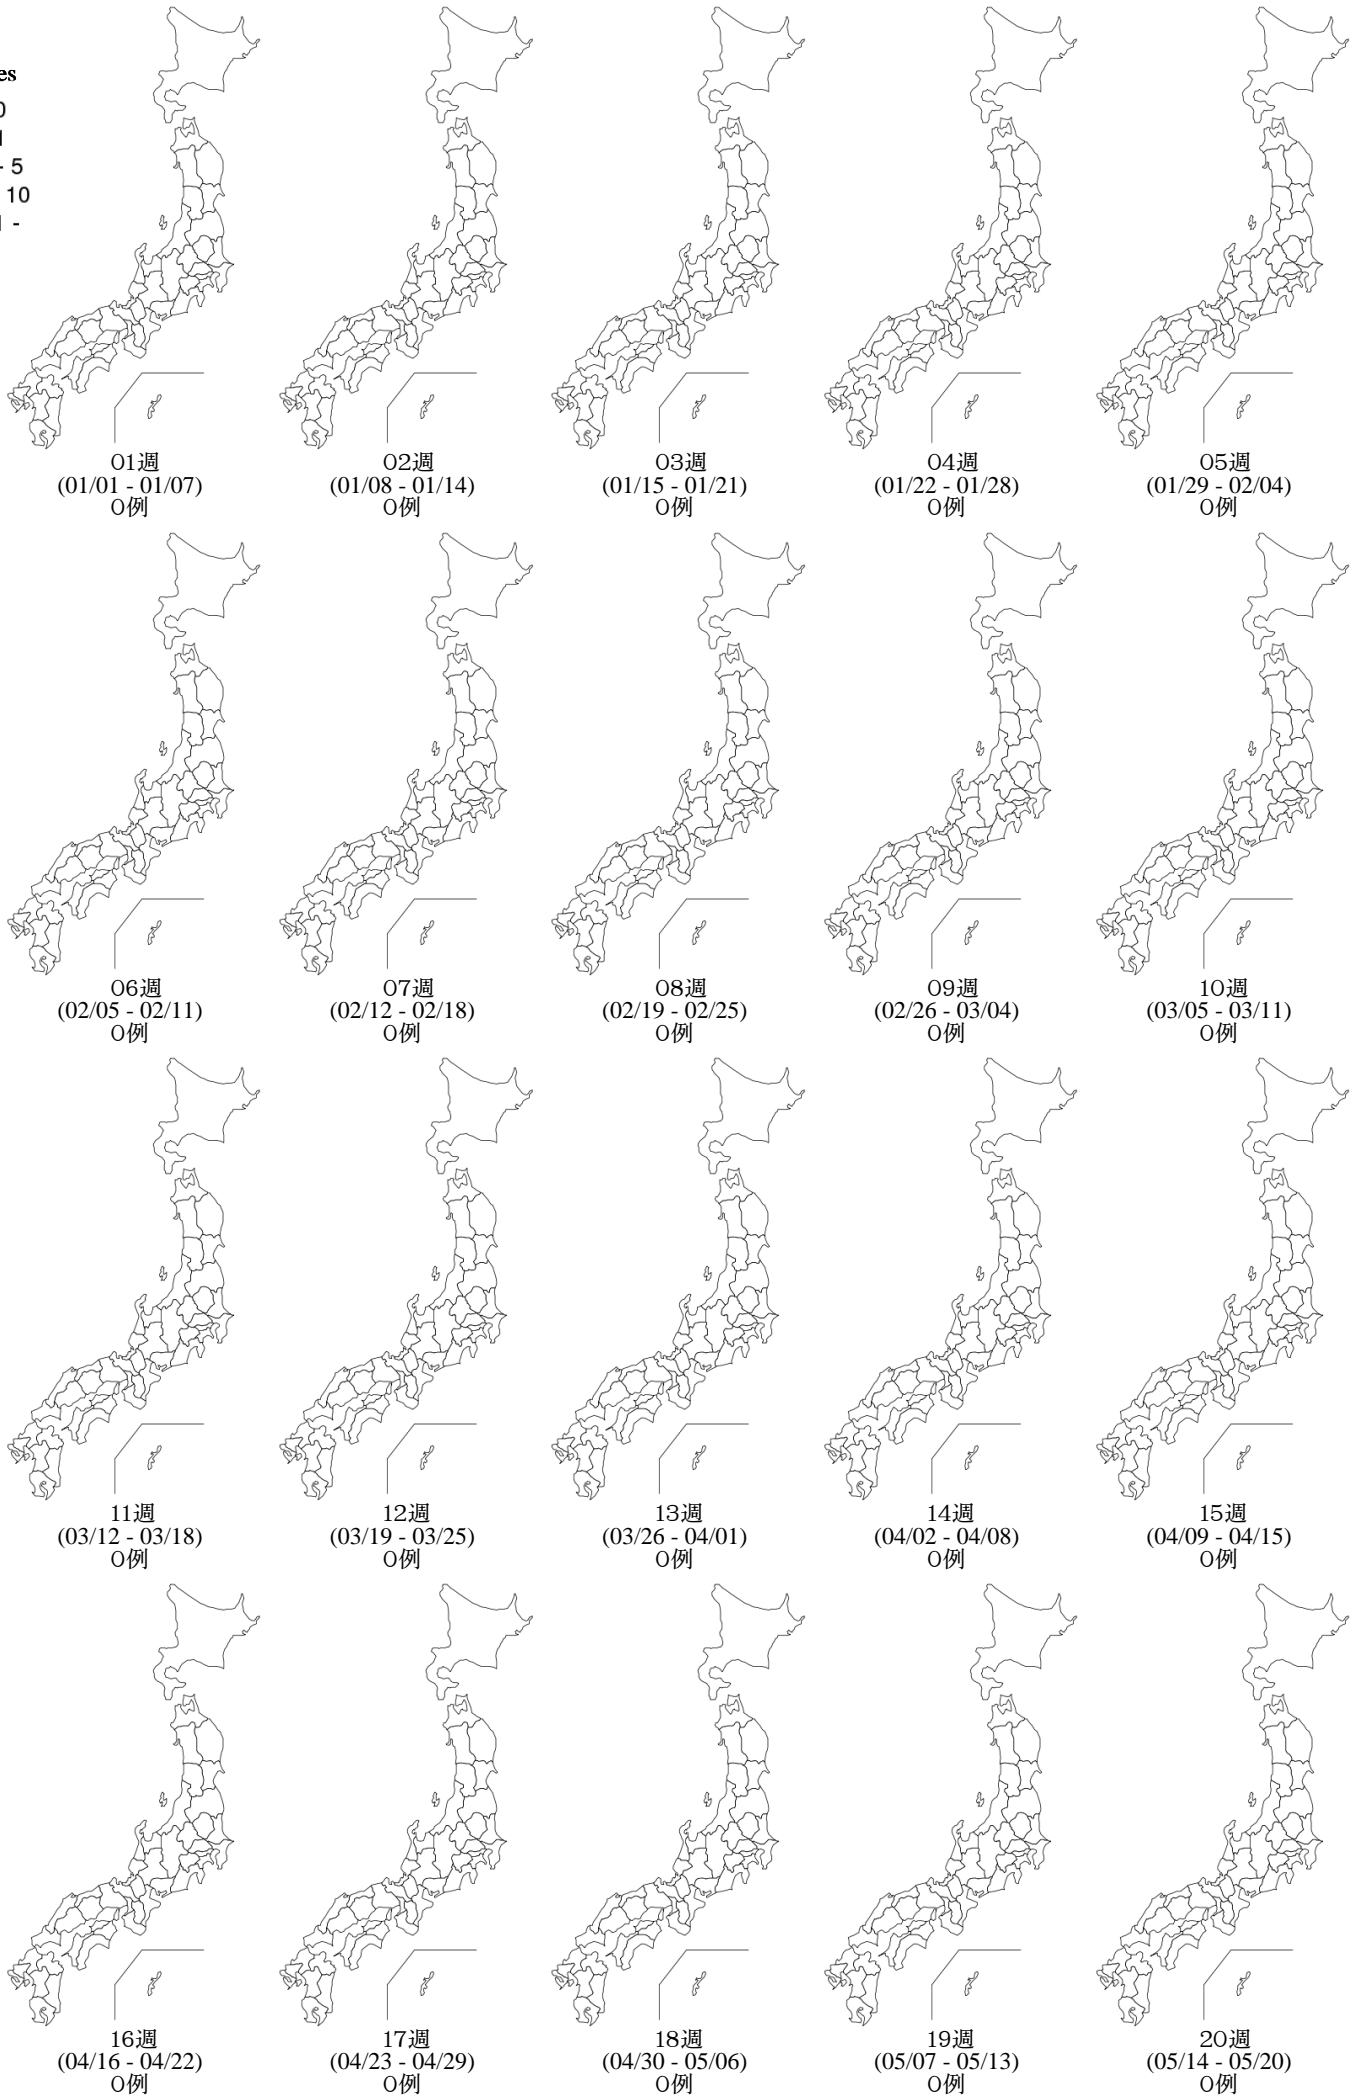 es
0
1
- 5
10
1 -
01週
(01/01 - 01/07)
0例
02週
(01/08 - 01/14)
0例
03週
(01/15 - 01/21)
0例
04週
(01/22 - 01/28)
0例
05週
(01/29 - 02/04)
0例
06週
(02/05 - 02/11)
0例
07週
(02/12 - 02/18)
0例
08週
(02/19 - 02/25)
0例
09週
(02/26 - 03/04)
0例
10週
(03/05 - 03/11)
0例
11週
(03/12 - 03/18)
0例
12週
(03/19 - 03/25)
0例
13週
(03/26 - 04/01)
0例
14週
(04/02 - 04/08)
0例
15週
(04/09 - 04/15)
0例
16週
(04/16 - 04/22)
0例
17週
(04/23 - 04/29)
0例
18週
(04/30 - 05/06)
0例
19週
(05/07 - 05/13)
0例
20週
(05/14 - 05/20)
0例